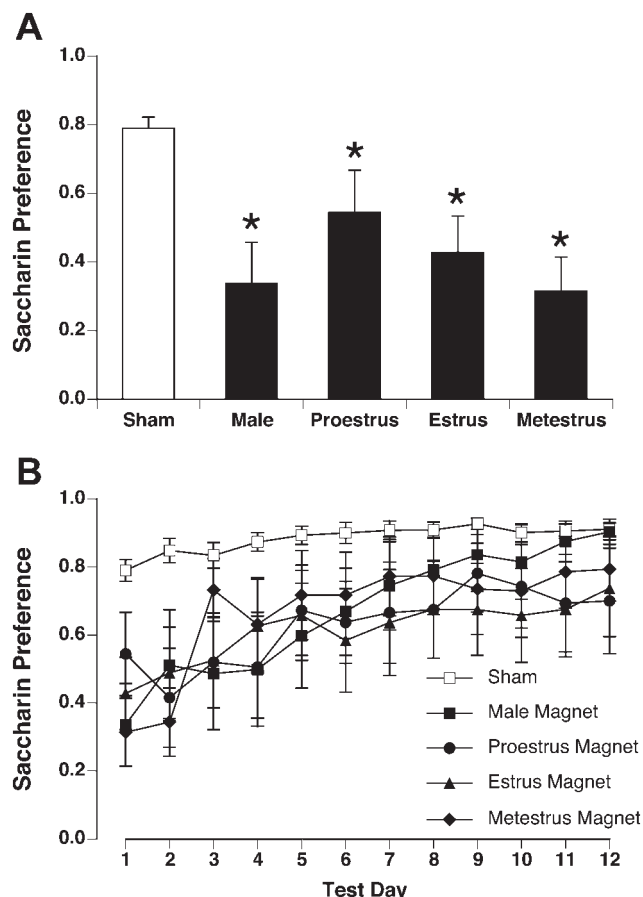 A
Saccharin Preference
1.0
0.8
0.6
0.4
0.2
0.0
*
*
*
*
Sham Male Proestrus Estrus Metestrus
B
Saccharin Preference
1.0
0.8
0.6
0.4
0.2
0.0
Sham
Male Magnet
Proestrus Magnet
Estrus Magnet
Metestrus Magnet
1 2 3 4 5 6 7 8 9 10 11 12
Test Day